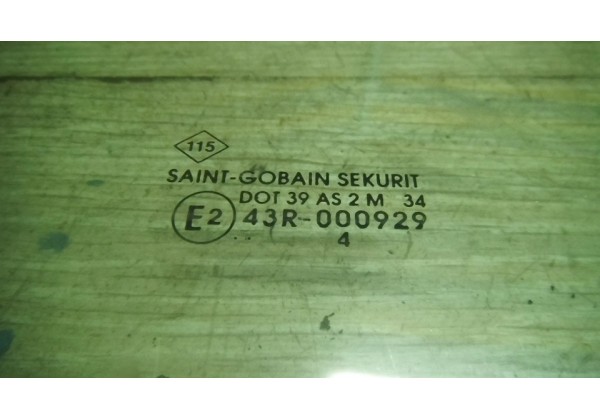 115
SAINT-GOBAIN SEKURIT
DOT 39 AS 2 M 34
E2 43R-000929
4